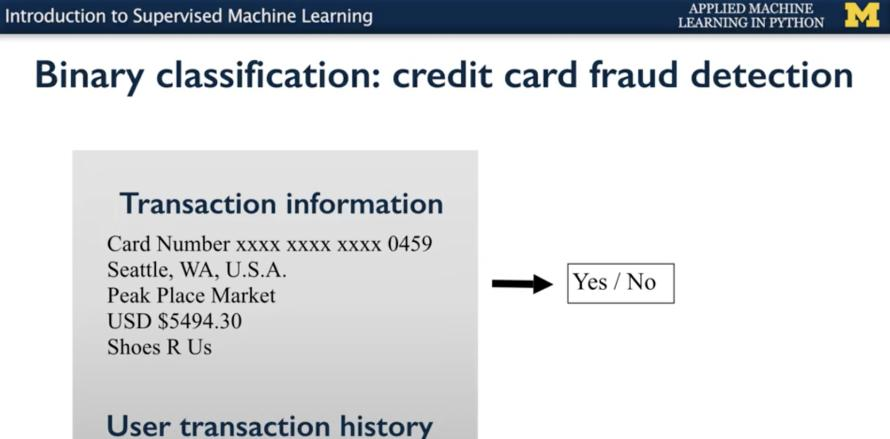 Introduction to Supervised Machine Learning
APPLIED MACHINE
LEARNING IN PYTHON
M
Binary classification: credit card fraud detection
Transaction information
Card Number xxxx xxxx xxxx 0459
Seattle, WA, U.S.A.
Peak Place Market
USD $5494.30
Shoes R Us
Yes / No
User transaction history